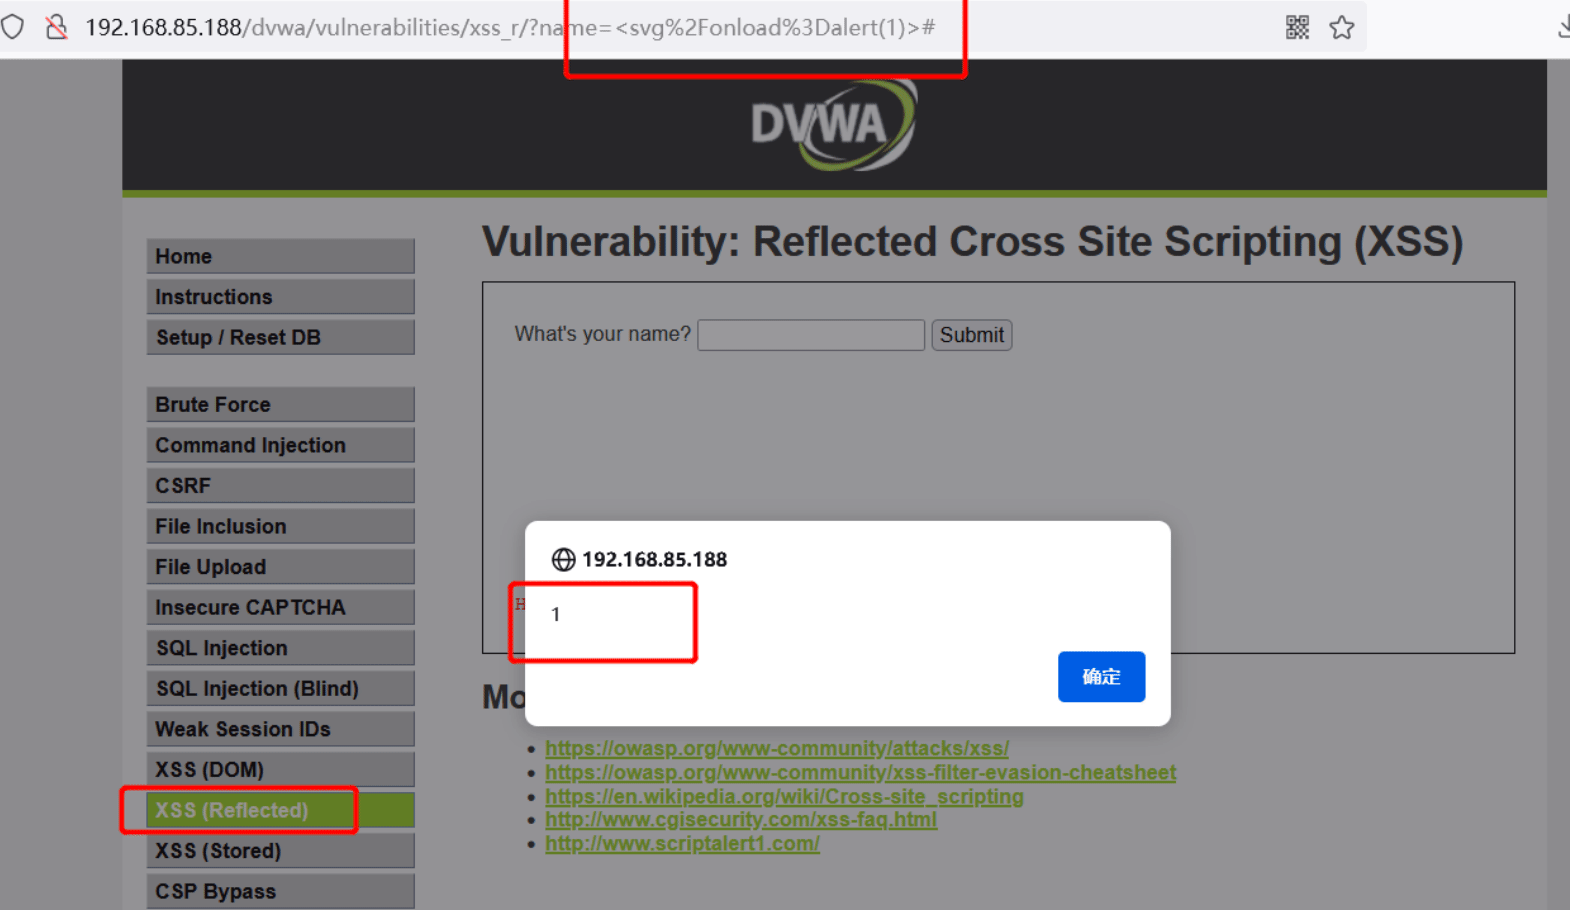 192.168.85.188/dvwa/vulnerabilities/xss_r/?name=<svg%2Fonload%3Dalert(1)>#
DVWA
Home
Instructions
Setup / Reset DB
Brute Force
Command Injection
CSRF
File Inclusion
File Upload
Insecure CAPTCHA
SQL Injection
SQL Injection (Blind)
Weak Session IDs
XSS (DOM)
XSS (Reflected)
XSS (Stored)
CSP Bypass
Vulnerability: Reflected Cross Site Scripting (XSS)
What's your name? Submit
192.168.85.188
H
1
确定
Mo
https://owasp.org/www-community/attacks/xss/
https://owasp.org/www-community/xss-filter-evasion-cheatsheet
https://en.wikipedia.org/wiki/Cross-site_scripting
http://www.cgisecurity.com/xss-faq.html
http://www.scriptalert1.com/